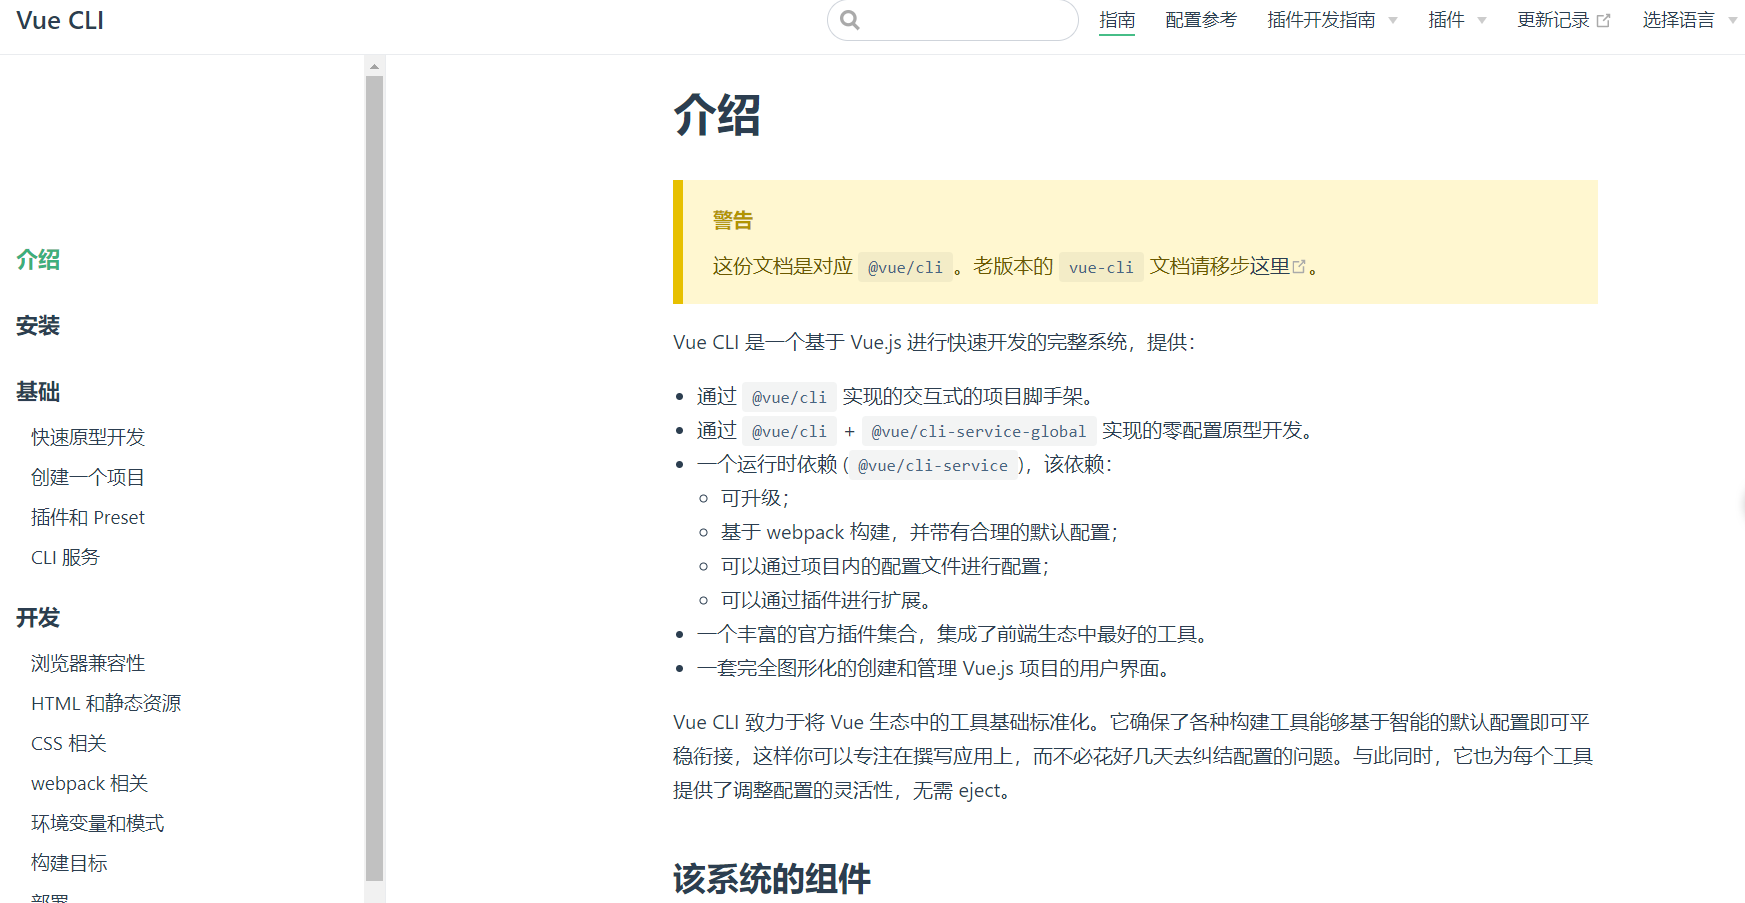 Vue CLI
指南 配置参考 插件开发指南 插件 更新记录 选择语言
介绍
安装
基础
快速原型开发
创建一个项目
插件和 Preset
CLI 服务
开发
浏览器兼容性
HTML 和静态资源
CSS 相关
webpack 相关
环境变量和模式
构建目标
部署
介绍
警告
这份文档是对应 @vue/cli 。老版本的 vue-cli 文档请移步这里。
Vue CLI 是一个基于 Vue.js 进行快速开发的完整系统，提供：
通过 @vue/cli 实现的交互式的项目脚手架。
通过 @vue/cli + @vue/cli-service-global 实现的零配置原型开发。
一个运行时依赖 (@vue/cli-service)，该依赖：
可升级；
基于 webpack 构建，并带有合理的默认配置；
可以通过项目内的配置文件进行配置；
可以通过插件进行扩展。
一个丰富的官方插件集合，集成了前端生态中最好的工具。
一套完全图形化的创建和管理 Vue.js 项目的用户界面。
Vue CLI 致力于将 Vue 生态中的工具基础标准化。它确保了各种构建工具能够基于智能的默认配置即可平
稳衔接，这样你可以专注在撰写应用上，而不必花好几天去纠结配置的问题。与此同时，它也为每个工具
提供了调整配置的灵活性，无需 eject。
该系统的组件